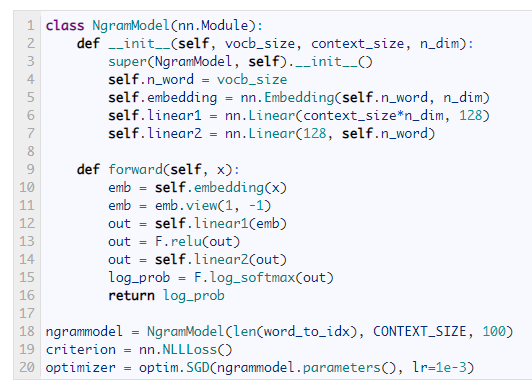 1 class NgramModel(nn.Module):
2     def __init__(self, vocb_size, context_size, n_dim):
3         super(NgramModel, self).__init__()
4         self.n_word = vocb_size
5         self.embedding = nn.Embedding(self.n_word, n_dim)
6         self.linear1 = nn.Linear(context_size*n_dim, 128)
7         self.linear2 = nn.Linear(128, self.n_word)
8
9     def forward(self, x):
10         emb = self.embedding(x)
11         emb = emb.view(1, -1)
12         out = self.linear1(emb)
13         out = F.relu(out)
14         out = self.linear2(out)
15         log_prob = F.log_softmax(out)
16         return log_prob
17
18 ngrammodel = NgramModel(len(word_to_idx), CONTEXT_SIZE, 100)
19 criterion = nn.NLLLoss()
20 optimizer = optim.SGD(ngrammodel.parameters(), lr=1e-3)